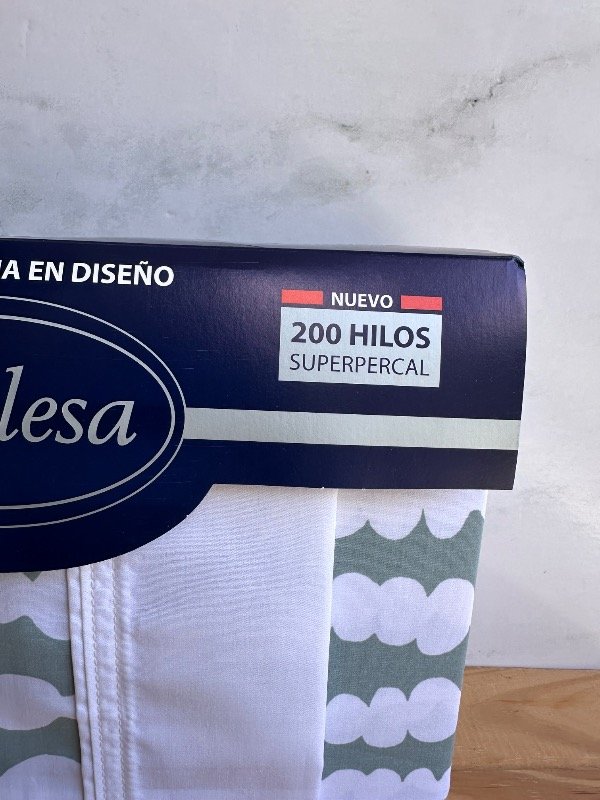 EN DISEÑO
NUEVO
200 HILOS
SUPERPERCAL
lesa